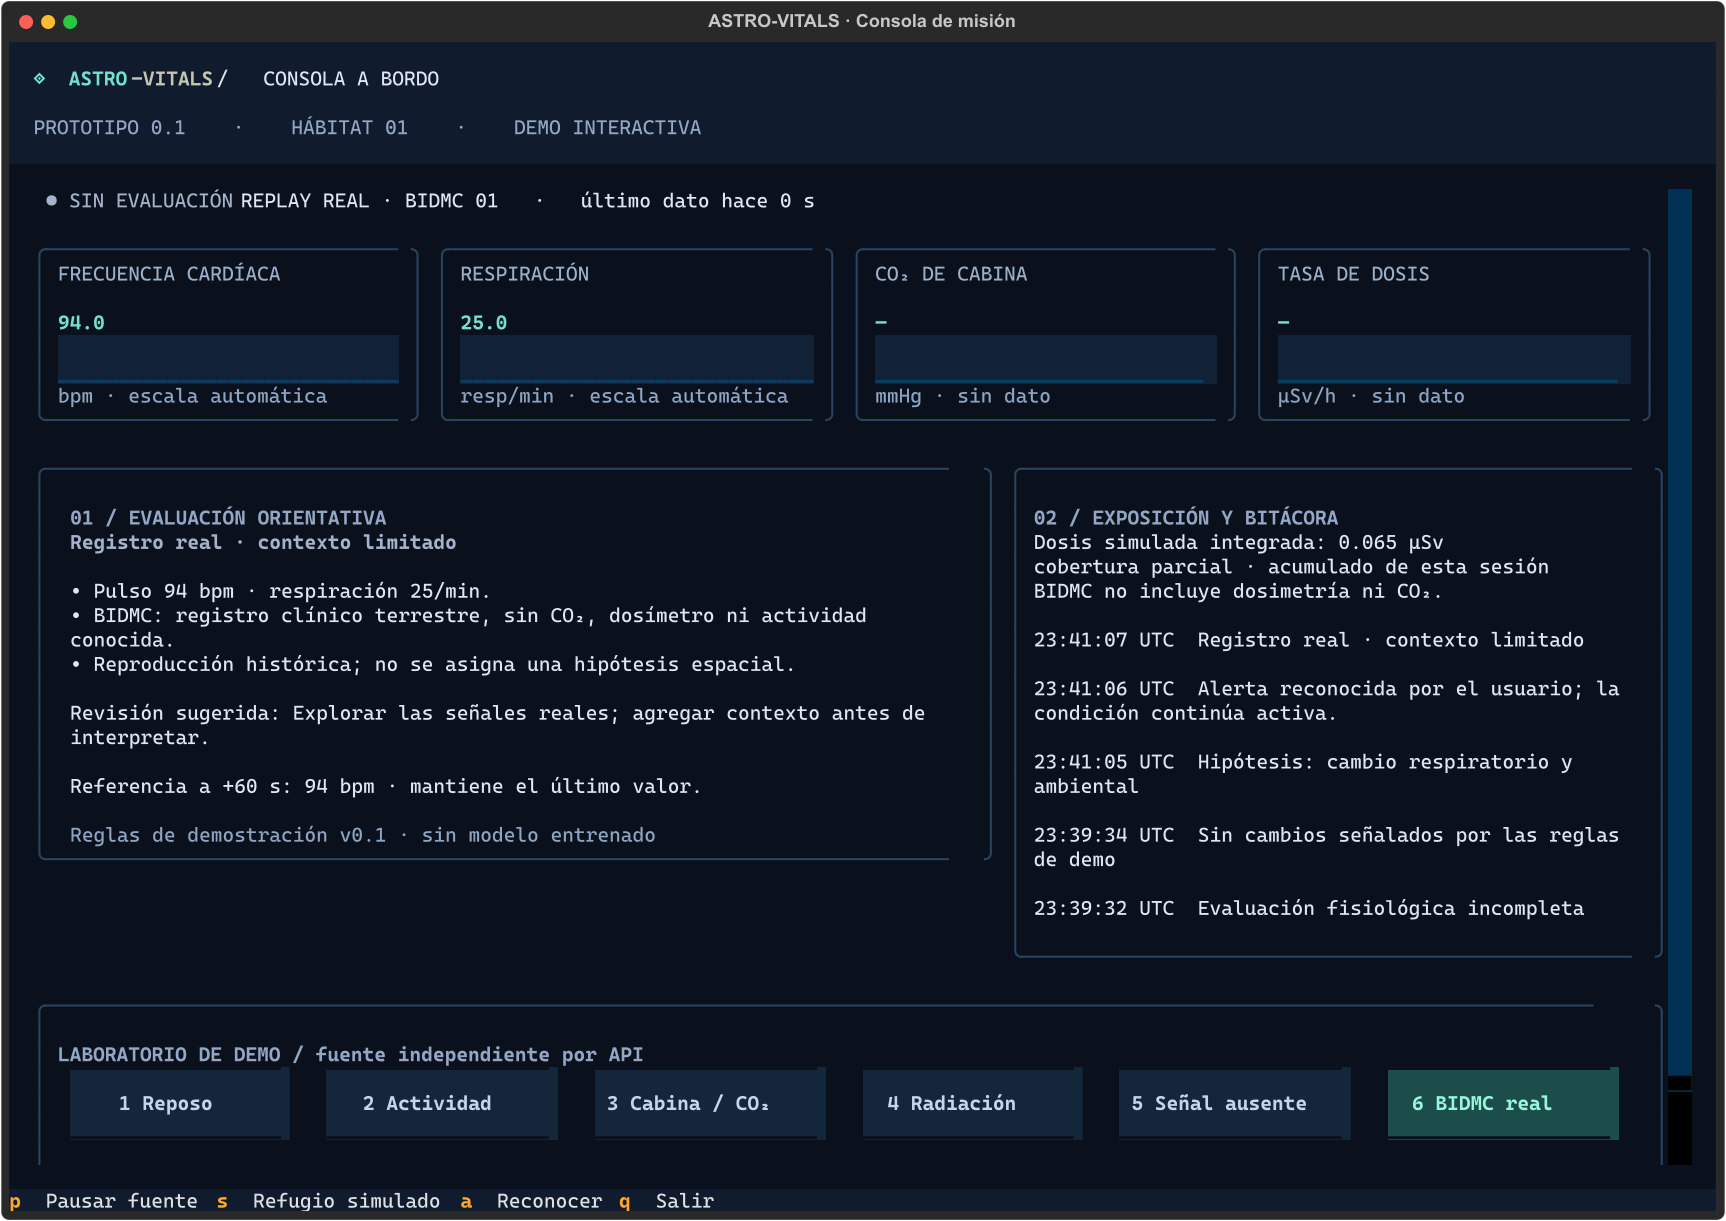 ASTRO-VITALS · Consola de misión
ASTRO-VITALS/ CONSOLA A BORDO
PROTOTIPO 0.1 · HÁBITAT 01 · DEMO INTERACTIVA
● SIN EVALUACIÓN REPLAY REAL · BIDMC 01 · último dato hace 0 s
FRECUENCIA CARDÍACA
94.0
bpm · escala automática
RESPIRACIÓN
25.0
resp/min · escala automática
CO₂ DE CABINA
—
mmHg · sin dato
TASA DE DOSIS
—
µSv/h · sin dato
01 / EVALUACIÓN ORIENTATIVA
Registro real · contexto limitado
• Pulso 94 bpm · respiración 25/min.
• BIDMC: registro clínico terrestre, sin CO₂, dosímetro ni actividad
conocida.
• Reproducción histórica; no se asigna una hipótesis espacial.
Revisión sugerida: Explorar las señales reales; agregar contexto antes de
interpretar.
Referencia a +60 s: 94 bpm · mantiene el último valor.
Reglas de demostración v0.1 · sin modelo entrenado
02 / EXPOSICIÓN Y BITÁCORA
Dosis simulada integrada: 0.065 µSv
cobertura parcial · acumulado de esta sesión
BIDMC no incluye dosimetría ni CO₂.
23:41:07 UTC Registro real · contexto limitado
23:41:06 UTC Alerta reconocida por el usuario; la
condición continúa activa.
23:41:05 UTC Hipótesis: cambio respiratorio y
ambiental
23:39:34 UTC Sin cambios señalados por las reglas
de demo
23:39:32 UTC Evaluación fisiológica incompleta
LABORATORIO DE DEMO / fuente independiente por API
1 Reposo
2 Actividad
3 Cabina / CO₂
4 Radiación
5 Señal ausente
6 BIDMC real
p Pausar fuente s Refugio simulado a Reconocer q Salir